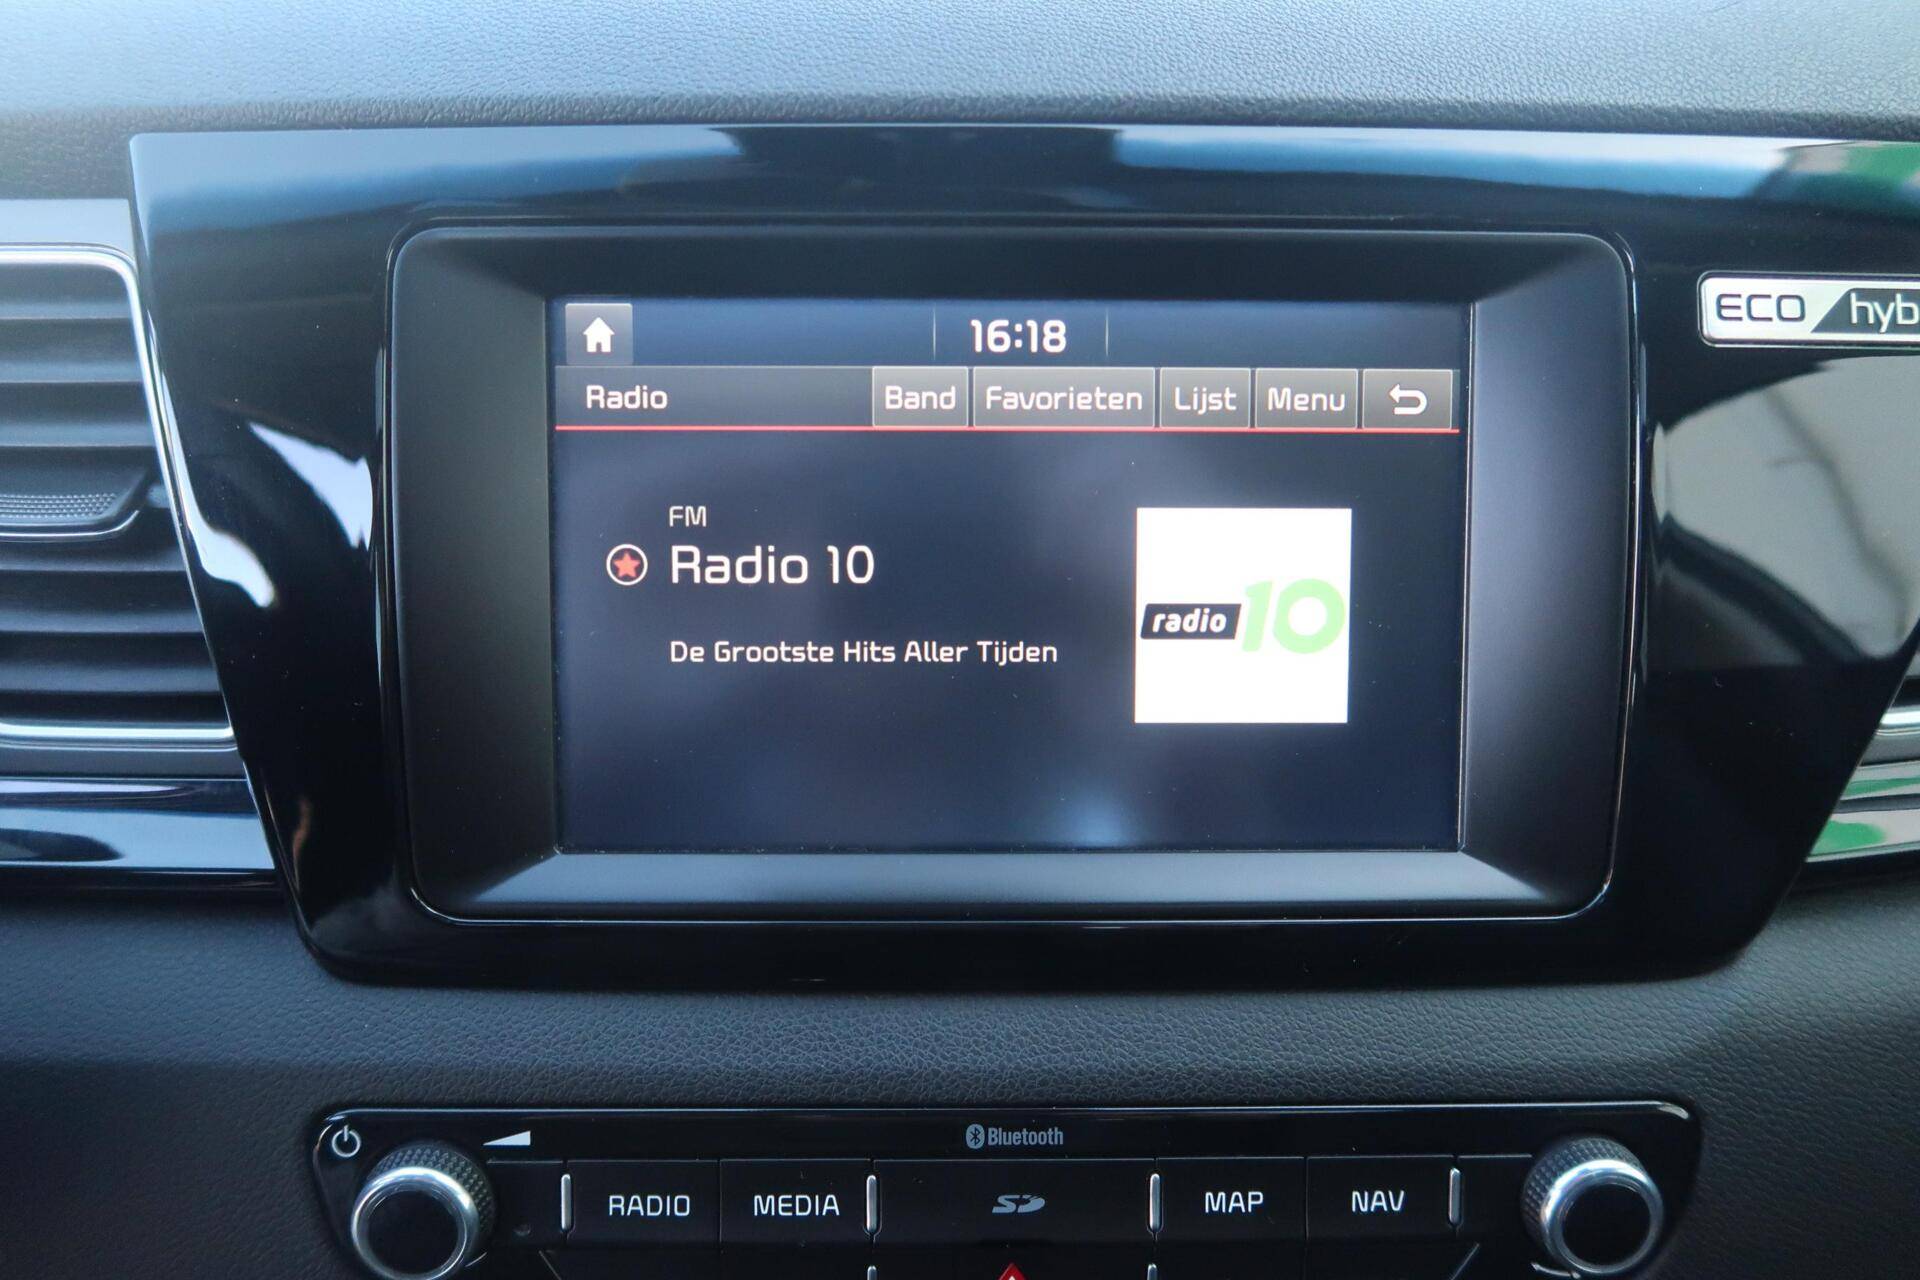 16:18
ECO hyb
Radio Band Favorieten Lijst Menu
FM
Radio 10
radio 10
De Grootste Hits Aller Tijden
Bluetooth
RADIO MEDIA SD MAP NAV